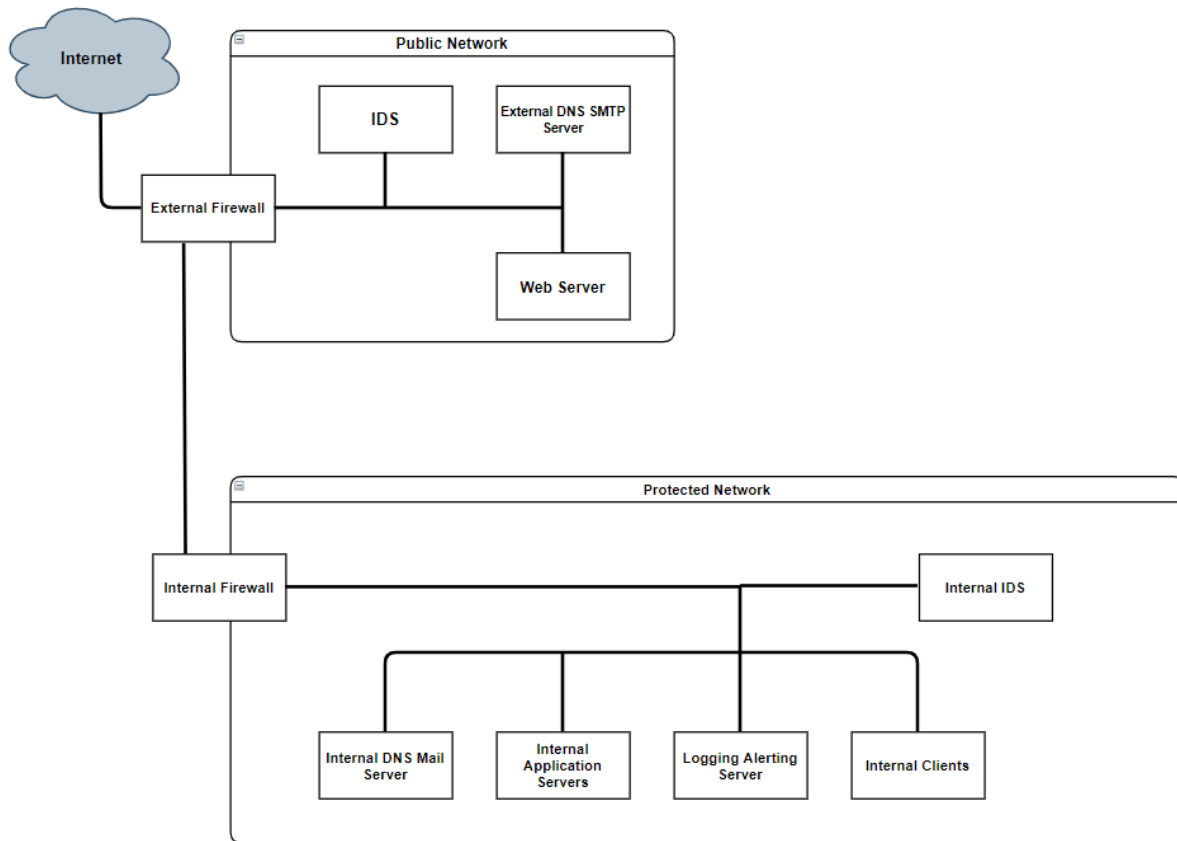 Internet
Public Network
IDS
External DNS SMTP
Server
External Firewall
Web Server
Protected Network
Internal Firewall
Internal IDS
Internal DNS Mail
Server
Internal
Application
Servers
Logging Alerting
Server
Internal Clients